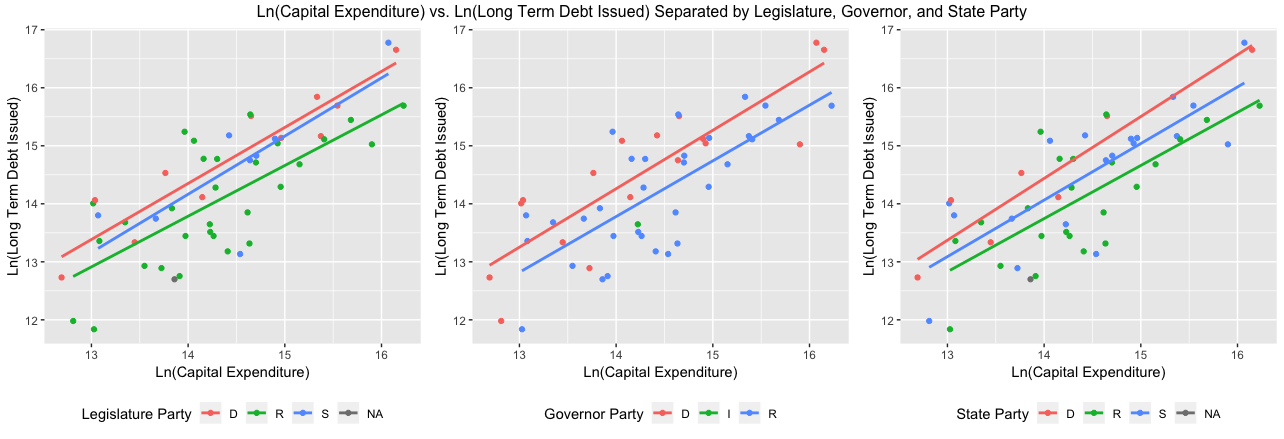 Ln(Capital Expenditure) vs. Ln(Long Term Debt Issued) Separated by Legislature, Governor, and State Party
Ln(Long Term Debt Issued)
17
16
15
14
13
12
13 14 15 16
Ln(Capital Expenditure)
Legislature Party D R S NA
Ln(Long Term Debt Issued)
17
16
15
14
13
12
13 14 15 16
Ln(Capital Expenditure)
Governor Party D I R
Ln(Long Term Debt Issued)
17
16
15
14
13
12
13 14 15 16
Ln(Capital Expenditure)
State Party D R S NA